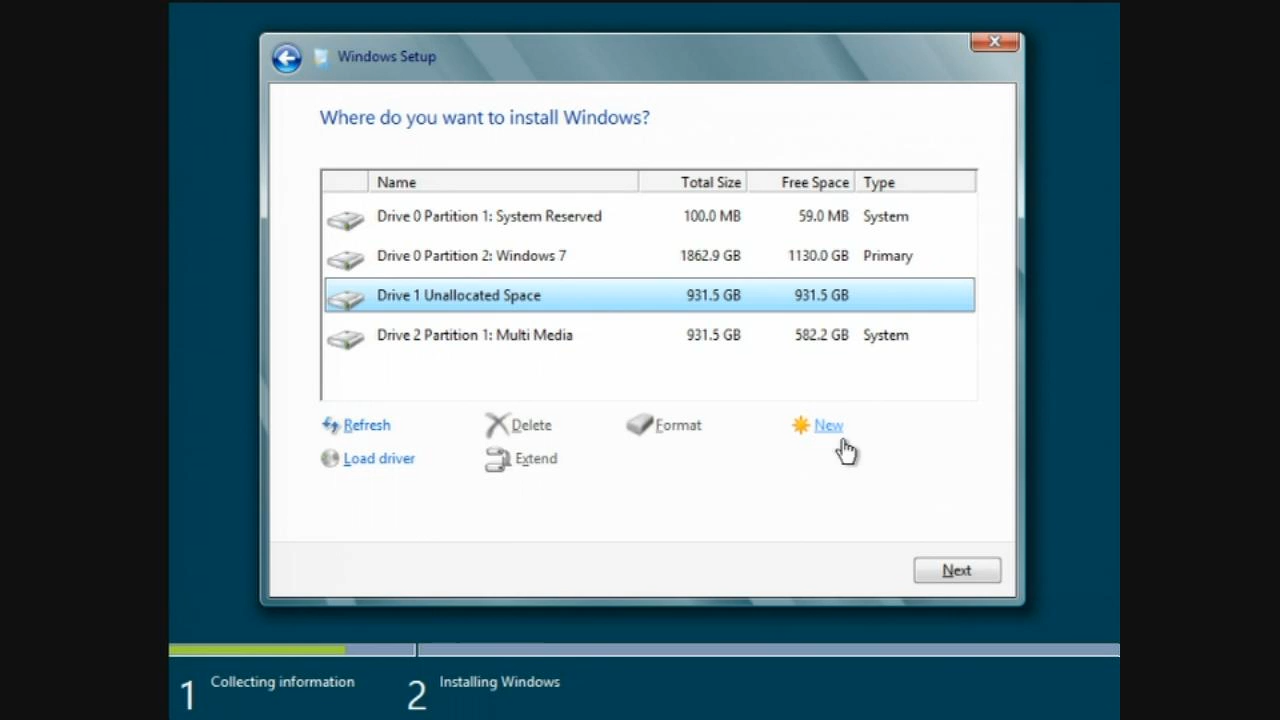 Windows Setup
Where do you want to install Windows?
Name Total Size Free Space Type
Drive 0 Partition 1: System Reserved 100.0 MB 59.0 MB System
Drive 0 Partition 2: Windows 7 1862.9 GB 1130.0 GB Primary
Drive 1 Unallocated Space 931.5 GB 931.5 GB
Drive 2 Partition 1: Multi Media 931.5 GB 582.2 GB System
Refresh Delete Format New
Load driver Extend
Next
1 Collecting information 2 Installing Windows